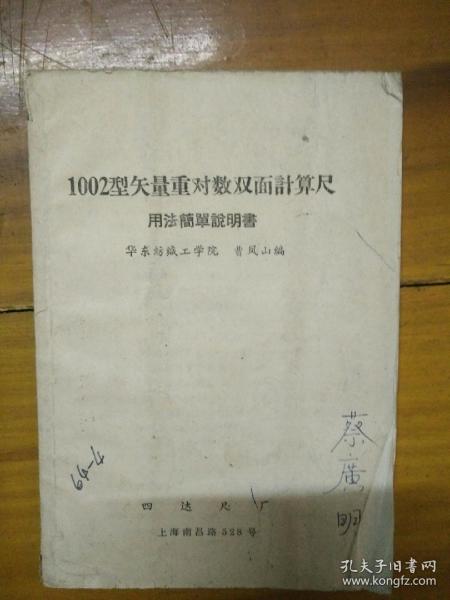 1002型矢量重对数双面計算尺
用法簡單說明書
华东紡織工学院 曹凤山編
64-4
蔡廣明
四达尺厂
上海南昌路528号
孔夫子旧书网
www.kongfz.com